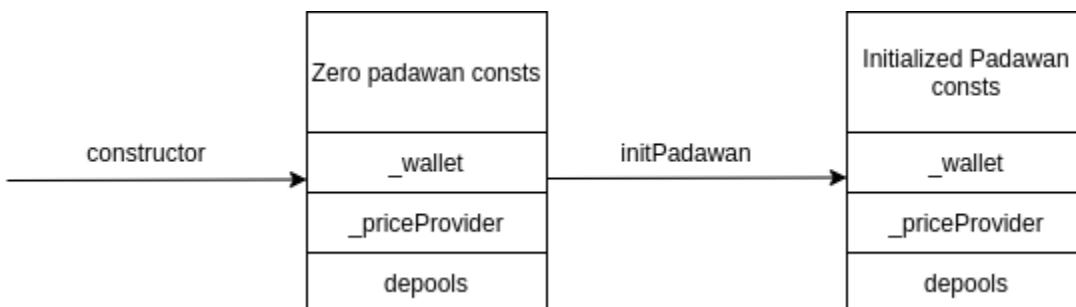 constructor
Zero padawan consts
_wallet
_priceProvider
depools
initPadawan
Initialized Padawan
consts
_wallet
_priceProvider
depools